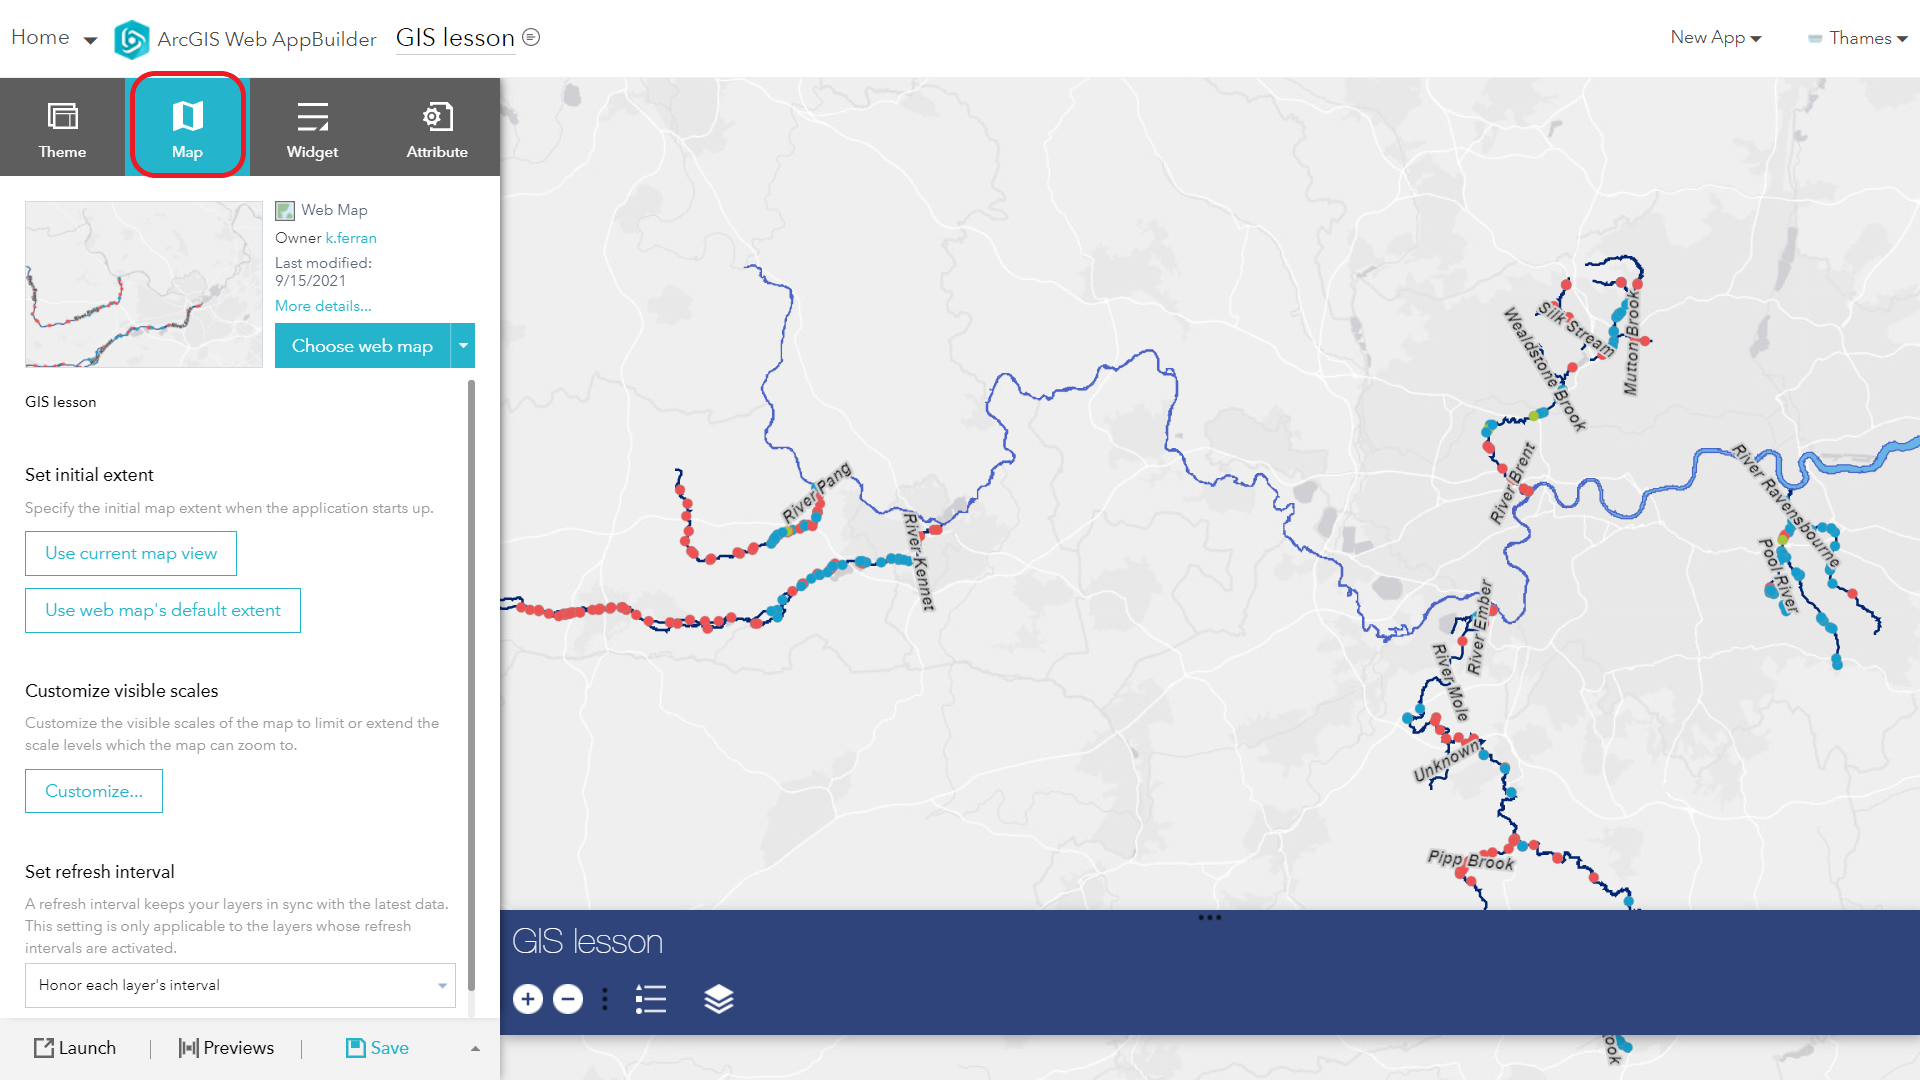 Home
ArcGIS Web AppBuilder
GIS lesson
New App
Thames
Theme
Map
Widget
Attribute
Web Map
Owner k.ferran
Last modified:
9/15/2021
More details...
Choose web map
GIS lesson
Set initial extent
Specify the initial map extent when the application starts up.
Use current map view
Use web map's default extent
Customize visible scales
Customize the visible scales of the map to limit or extend the
scale levels which the map can zoom to.
Customize...
Set refresh interval
A refresh interval keeps your layers in sync with the latest data.
This setting is only applicable to the layers whose refresh
intervals are activated.
Honor each layer's interval
Launch
Previews
Save
Silk Stream
Mutton Brook
Wealdstone Brook
River Brent
River Pang
River Kennet
River Ravensbourne
Pool River
River Ember
River Mole
Unknown
Pipp Brook
GIS lesson
ook